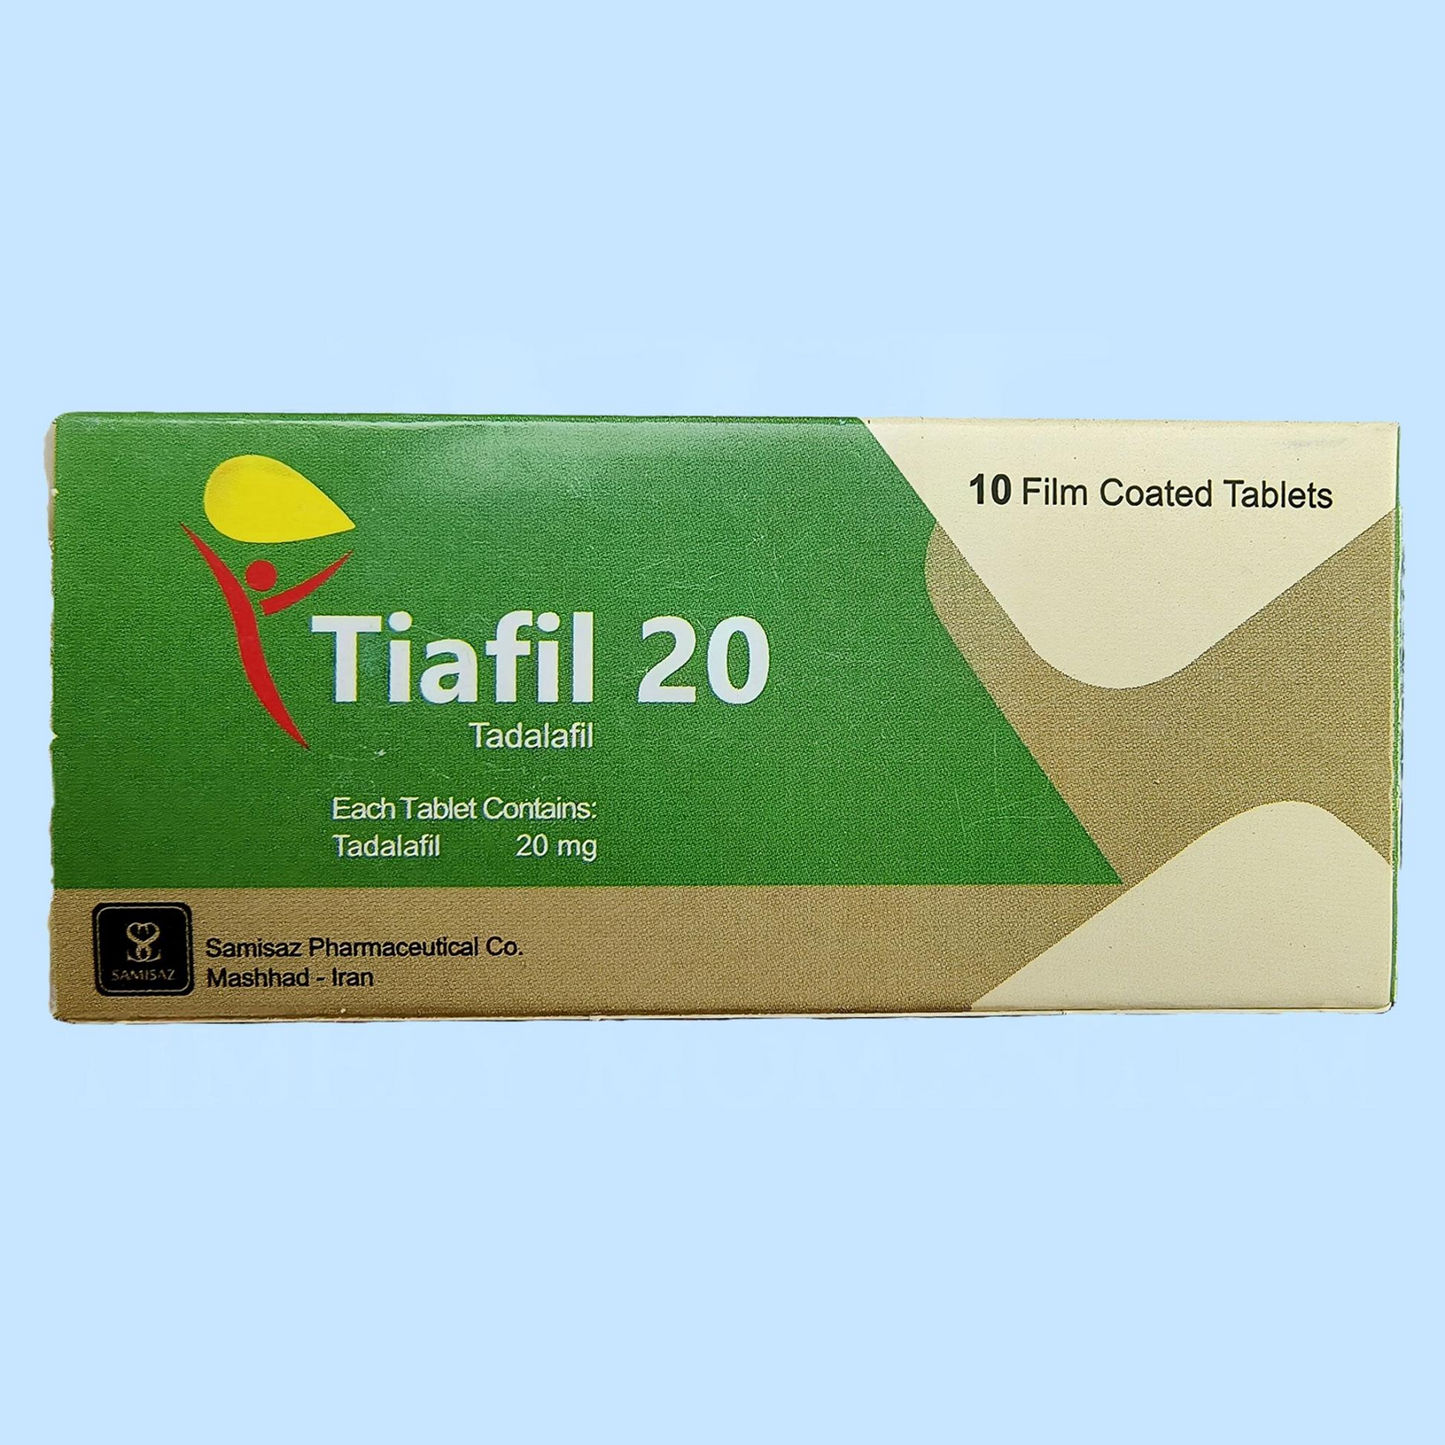 10 Film Coated Tablets
Tiafil 20
Tadalafil
Each Tablet Contains:
Tadalafil 20 mg
SAMISAZ
Samisaz Pharmaceutical Co.
Mashhad - Iran